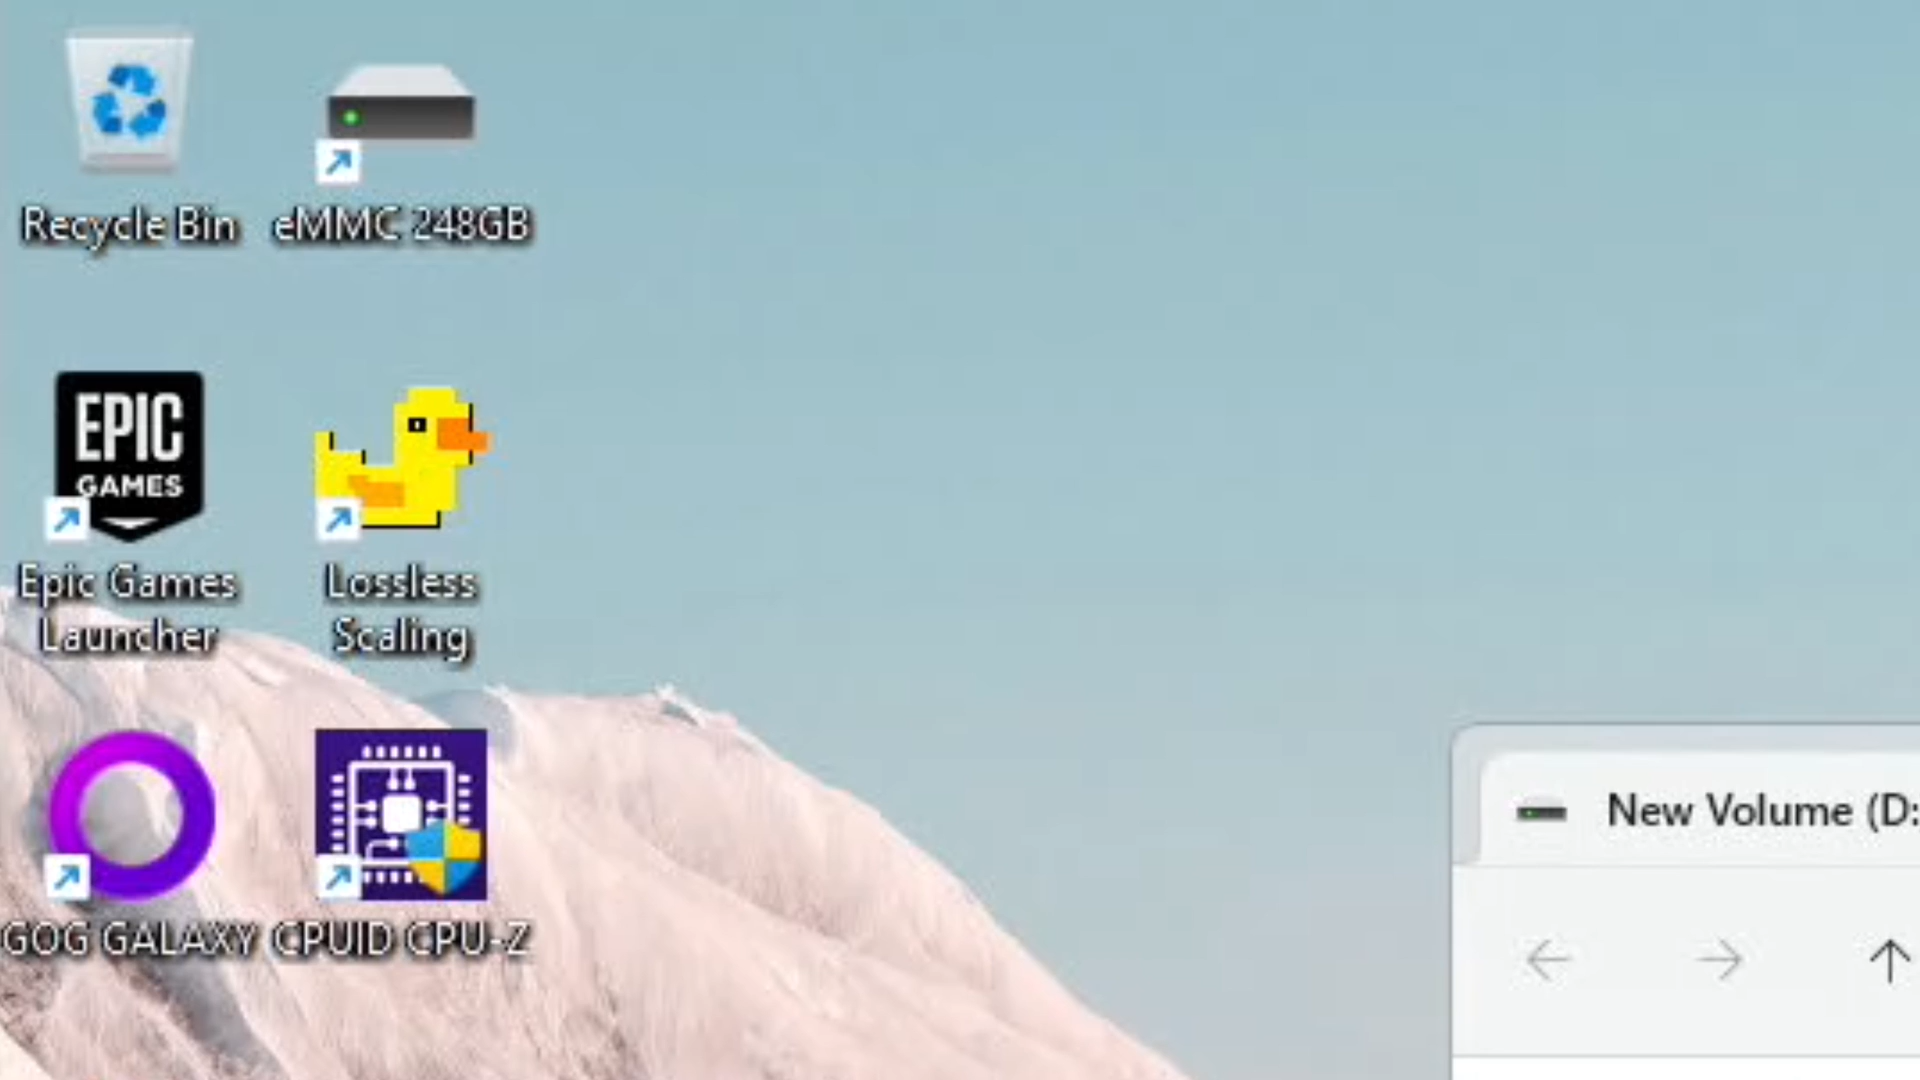 Recycle Bin
eMMC 248GB
EPIC
GAMES
Epic Games
Launcher
Lossless
Scaling
GOG GALAXY
CPUID CPU-Z
New Volume (D: